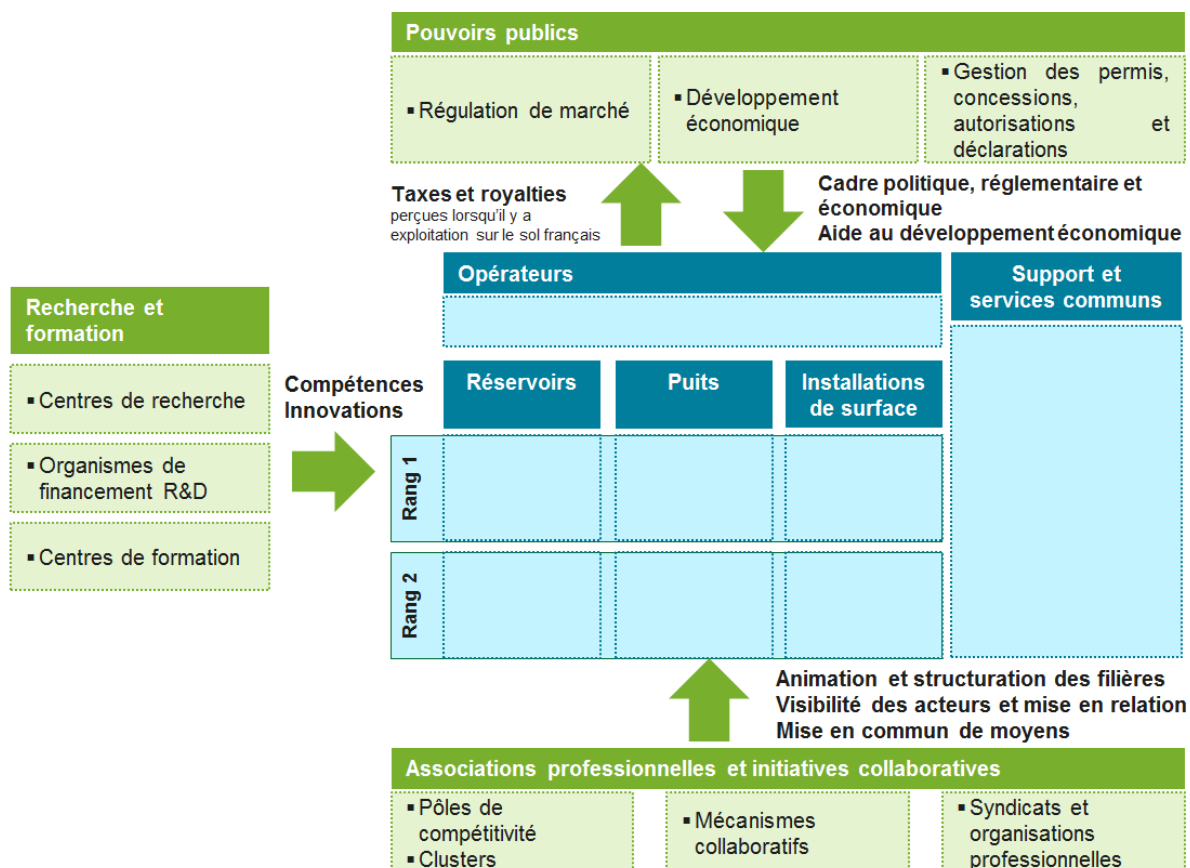 Pouvoirs publics
▪ Régulation de marché
▪ Développement
économique
▪ Gestion des permis,
concessions,
autorisations et
déclarations
Taxes et royalties
perçues lorsqu'il y a
exploitation sur le sol français
Cadre politique, réglementaire et
économique
Aide au développement économique
Opérateurs
Support et
services communs
Recherche et
formation
▪ Centres de recherche
▪ Organismes de
financement R&D
▪ Centres de formation
Compétences
Innovations
Réservoirs
Puits
Installations
de surface
Rang 1
Rang 2
Animation et structuration des filières
Visibilité des acteurs et mise en relation
Mise en commun de moyens
Associations professionnelles et initiatives collaboratives
▪ Pôles de
compétitivité
▪ Clusters
▪ Mécanismes
collaboratifs
▪ Syndicats et
organisations
professionnelles